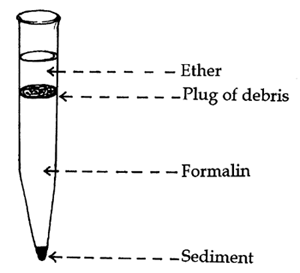 Ether
Plug of debris
Formalin
Sediment